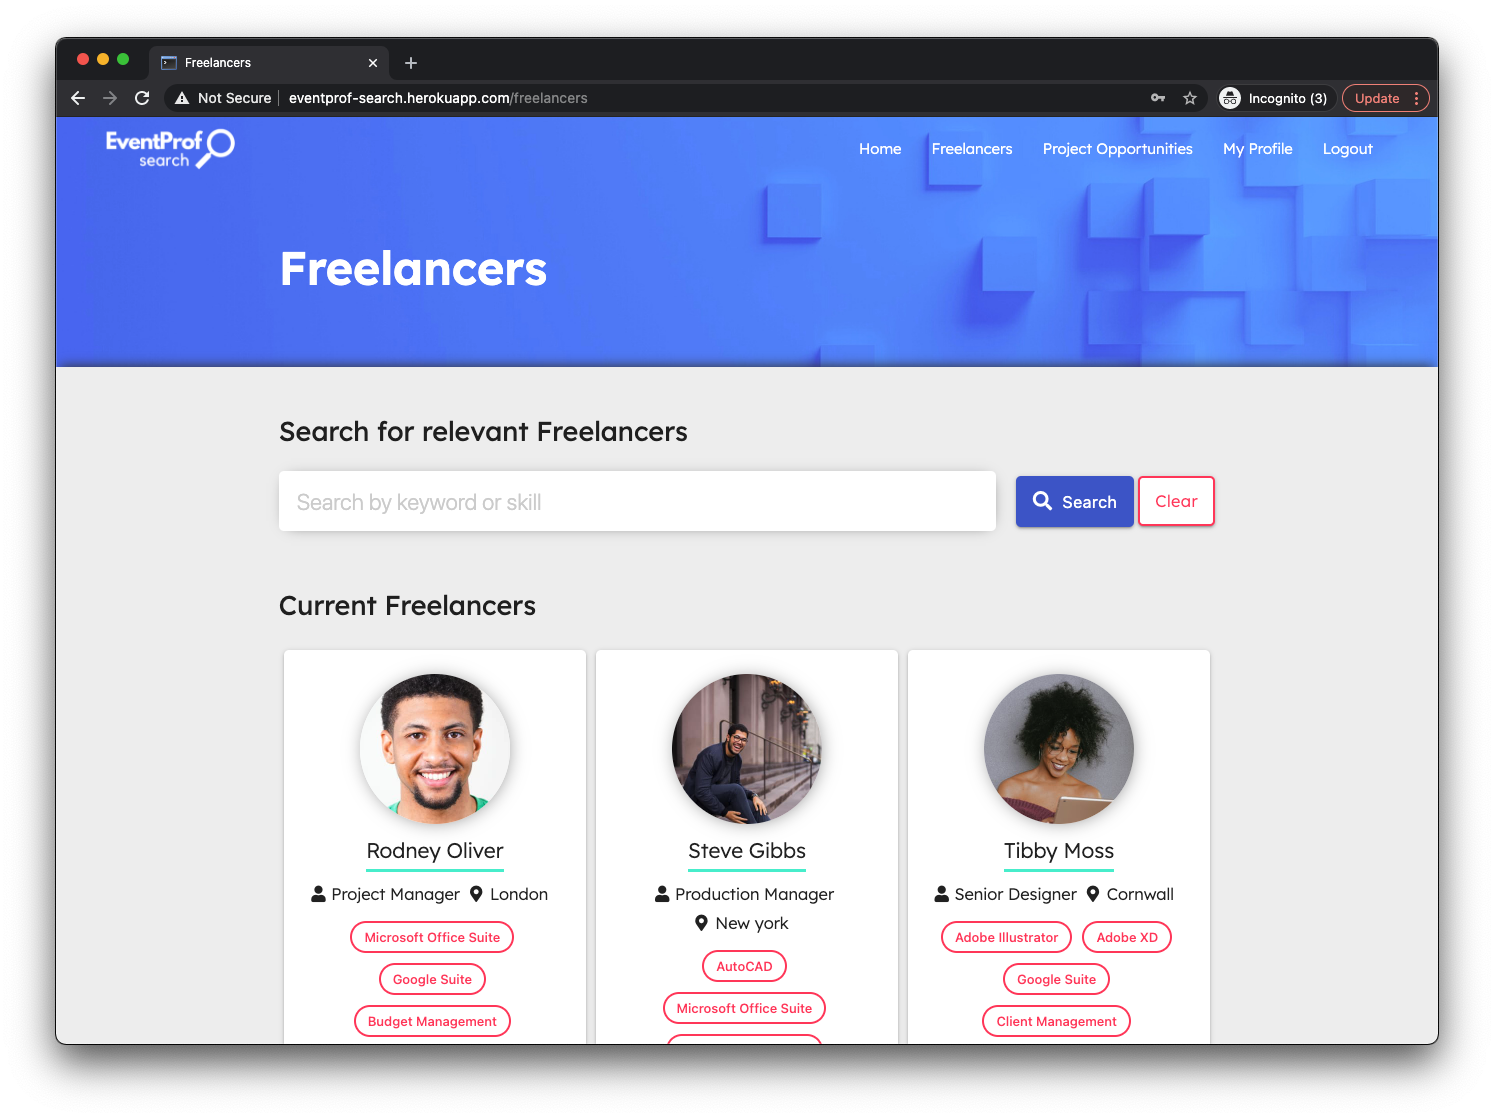 Freelancers
Not Secure eventprof-search.herokuapp.com/freelancers Incognito (3) Update
EventProf
search
Home Freelancers Project Opportunities My Profile Logout
Freelancers
Search for relevant Freelancers
Search by keyword or skill Search Clear
Current Freelancers
Rodney Oliver
Project Manager London
Microsoft Office Suite
Google Suite
Budget Management
Steve Gibbs
Production Manager
New york
AutoCAD
Microsoft Office Suite
Tibby Moss
Senior Designer Cornwall
Adobe Illustrator Adobe XD
Google Suite
Client Management